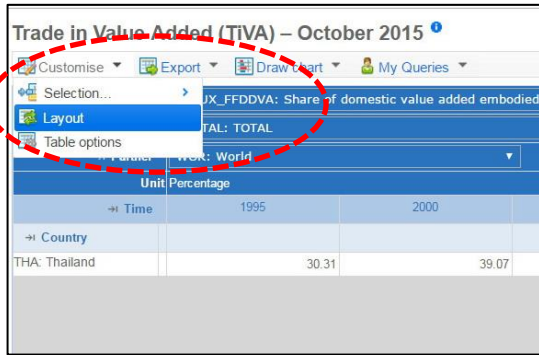 Trade in Value Added (TiVA) – October 2015
Customise Export Draw chart My Queries
Selection... UX_FFDDVA: Share of domestic value added embodied
Layout TAL: TOTAL
Table options
Partner WOR: World
Unit Percentage
Time 1995 2000
Country
THA: Thailand 30.31 39.07